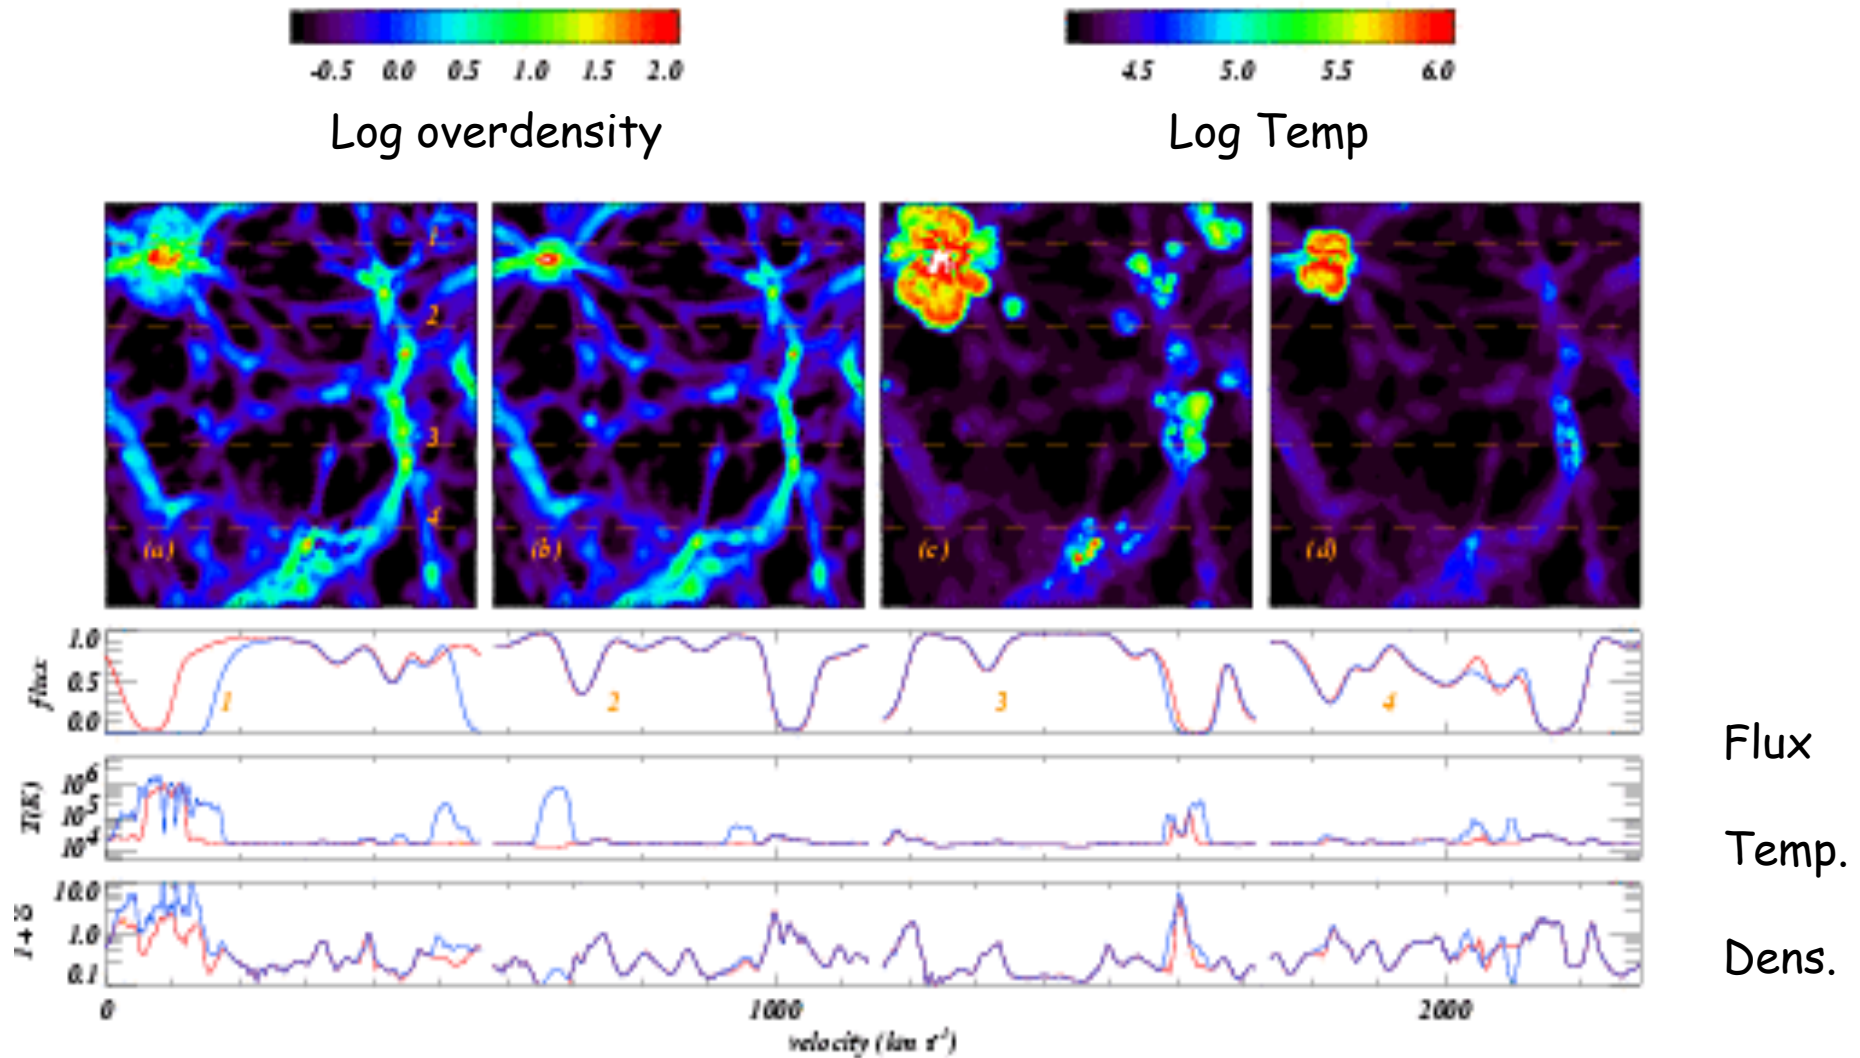 -0.5 0.0 0.5 1.0 1.5 2.0
4.5 5.0 5.5 6.0
Log overdensity
Log Temp
1
2
3
4
(a)
(b)
(c)
(d)
flux
1.0
0.5
0.0
1
2
3
4
Flux
T(K)
10^6
10^5
10^4
Temp.
1+δ
10.0
1.0
0.1
Dens.
0 1000 2000
velocity (km s^-1)